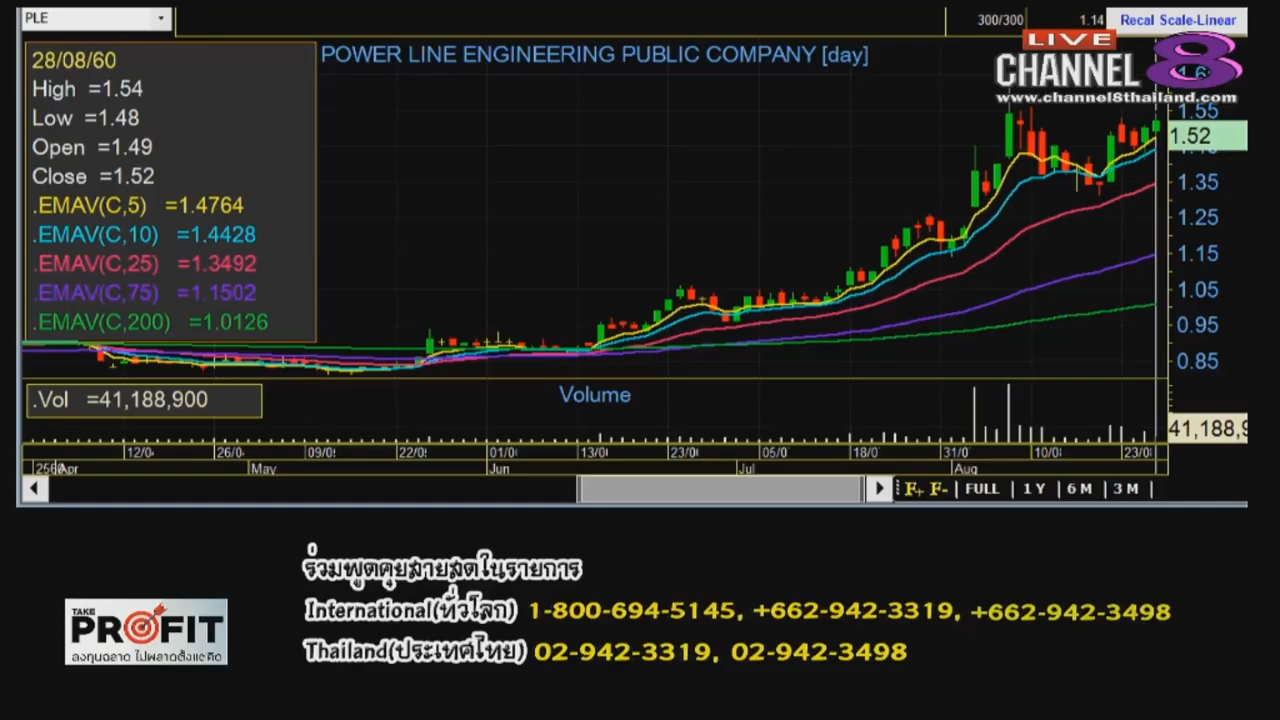 PLE
300/300
1.14
Recal Scale-Linear
LIVE
CHANNEL 8
www.channel8thailand.com
POWER LINE ENGINEERING PUBLIC COMPANY [day]
28/08/60
High =1.54
Low =1.48
Open =1.49
Close =1.52
.EMAV(C,5) =1.4764
.EMAV(C,10) =1.4428
.EMAV(C,25) =1.3492
.EMAV(C,75) =1.1502
.EMAV(C,200) =1.0126
1.55
1.52
1.35
1.25
1.15
1.05
0.95
0.85
.Vol =41,188,900
Volume
41,188,9
12/0 26/0 09/0 22/0 01/0 13/0 23/0 05/0 18/0 31/0 10/0 23/0
Apr May Jun Jul Aug
F+ F- | FULL | 1 Y | 6 M | 3 M |
ร่วมพูดคุยสายสดในรายการ
International(ทั่วโลก) 1-800-694-5145, +662-942-3319, +662-942-3498
Thailand(ประเทศไทย) 02-942-3319, 02-942-3498
TAKE
PROFIT
ลงทุนฉลาด ไม่พลาดตั้งแต่คิด